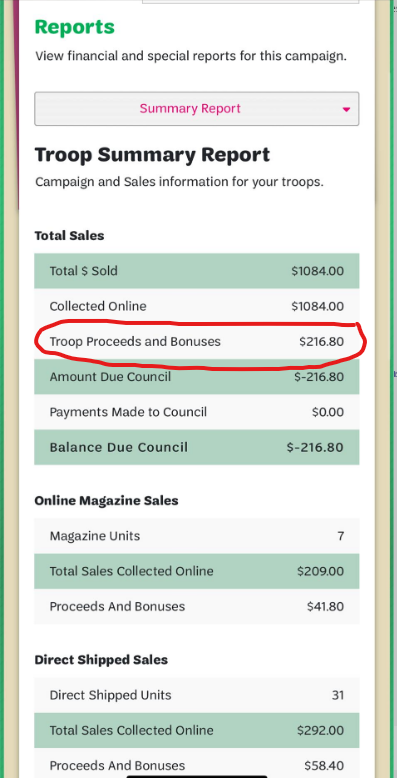 Reports
View financial and special reports for this campaign.
Summary Report
Troop Summary Report
Campaign and Sales information for your troops.
Total Sales
Total $ Sold $1084.00
Collected Online $1084.00
Troop Proceeds and Bonuses $216.80
Amount Due Council $-216.80
Payments Made to Council $0.00
Balance Due Council $-216.80
Online Magazine Sales
Magazine Units 7
Total Sales Collected Online $209.00
Proceeds And Bonuses $41.80
Direct Shipped Sales
Direct Shipped Units 31
Total Sales Collected Online $292.00
Proceeds And Bonuses $58.40